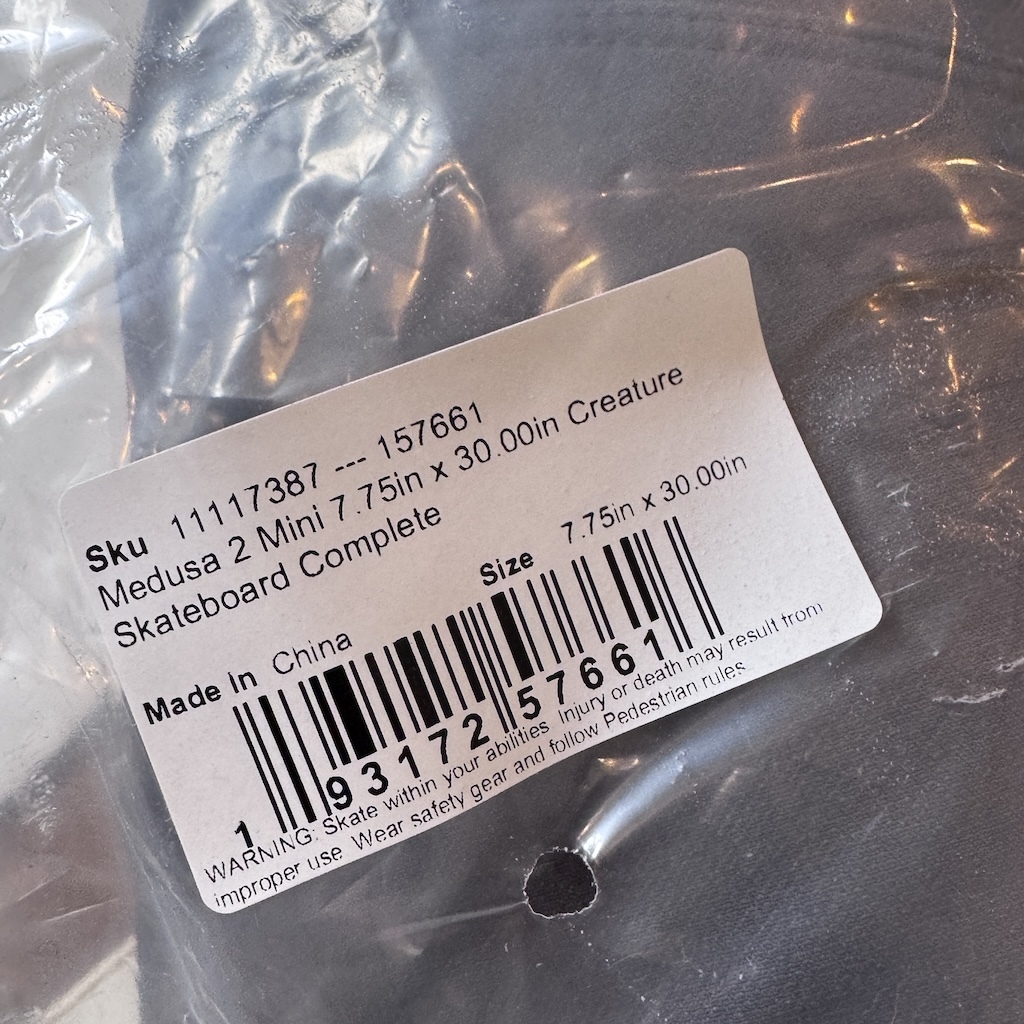 Sku 11117387 --- 157661
Medusa 2 Mini 7.75in x 30.00in Creature
Skateboard Complete
Made In China Size 7.75in x 30.00in
1 93172 57661
WARNING: Skate within your abilities Injury or death may result from
improper use Wear safety gear and follow Pedestrian rules